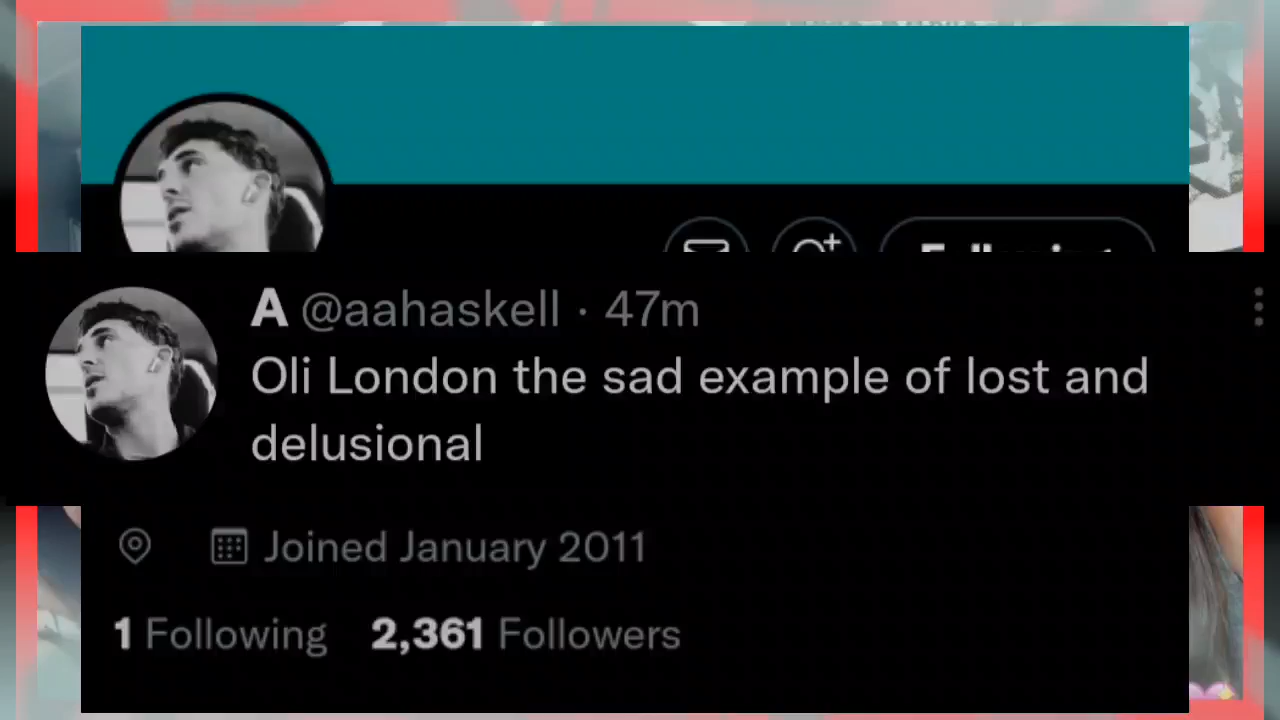 A @aahaskell · 47m
Oli London the sad example of lost and
delusional
Joined January 2011
1 Following 2,361 Followers